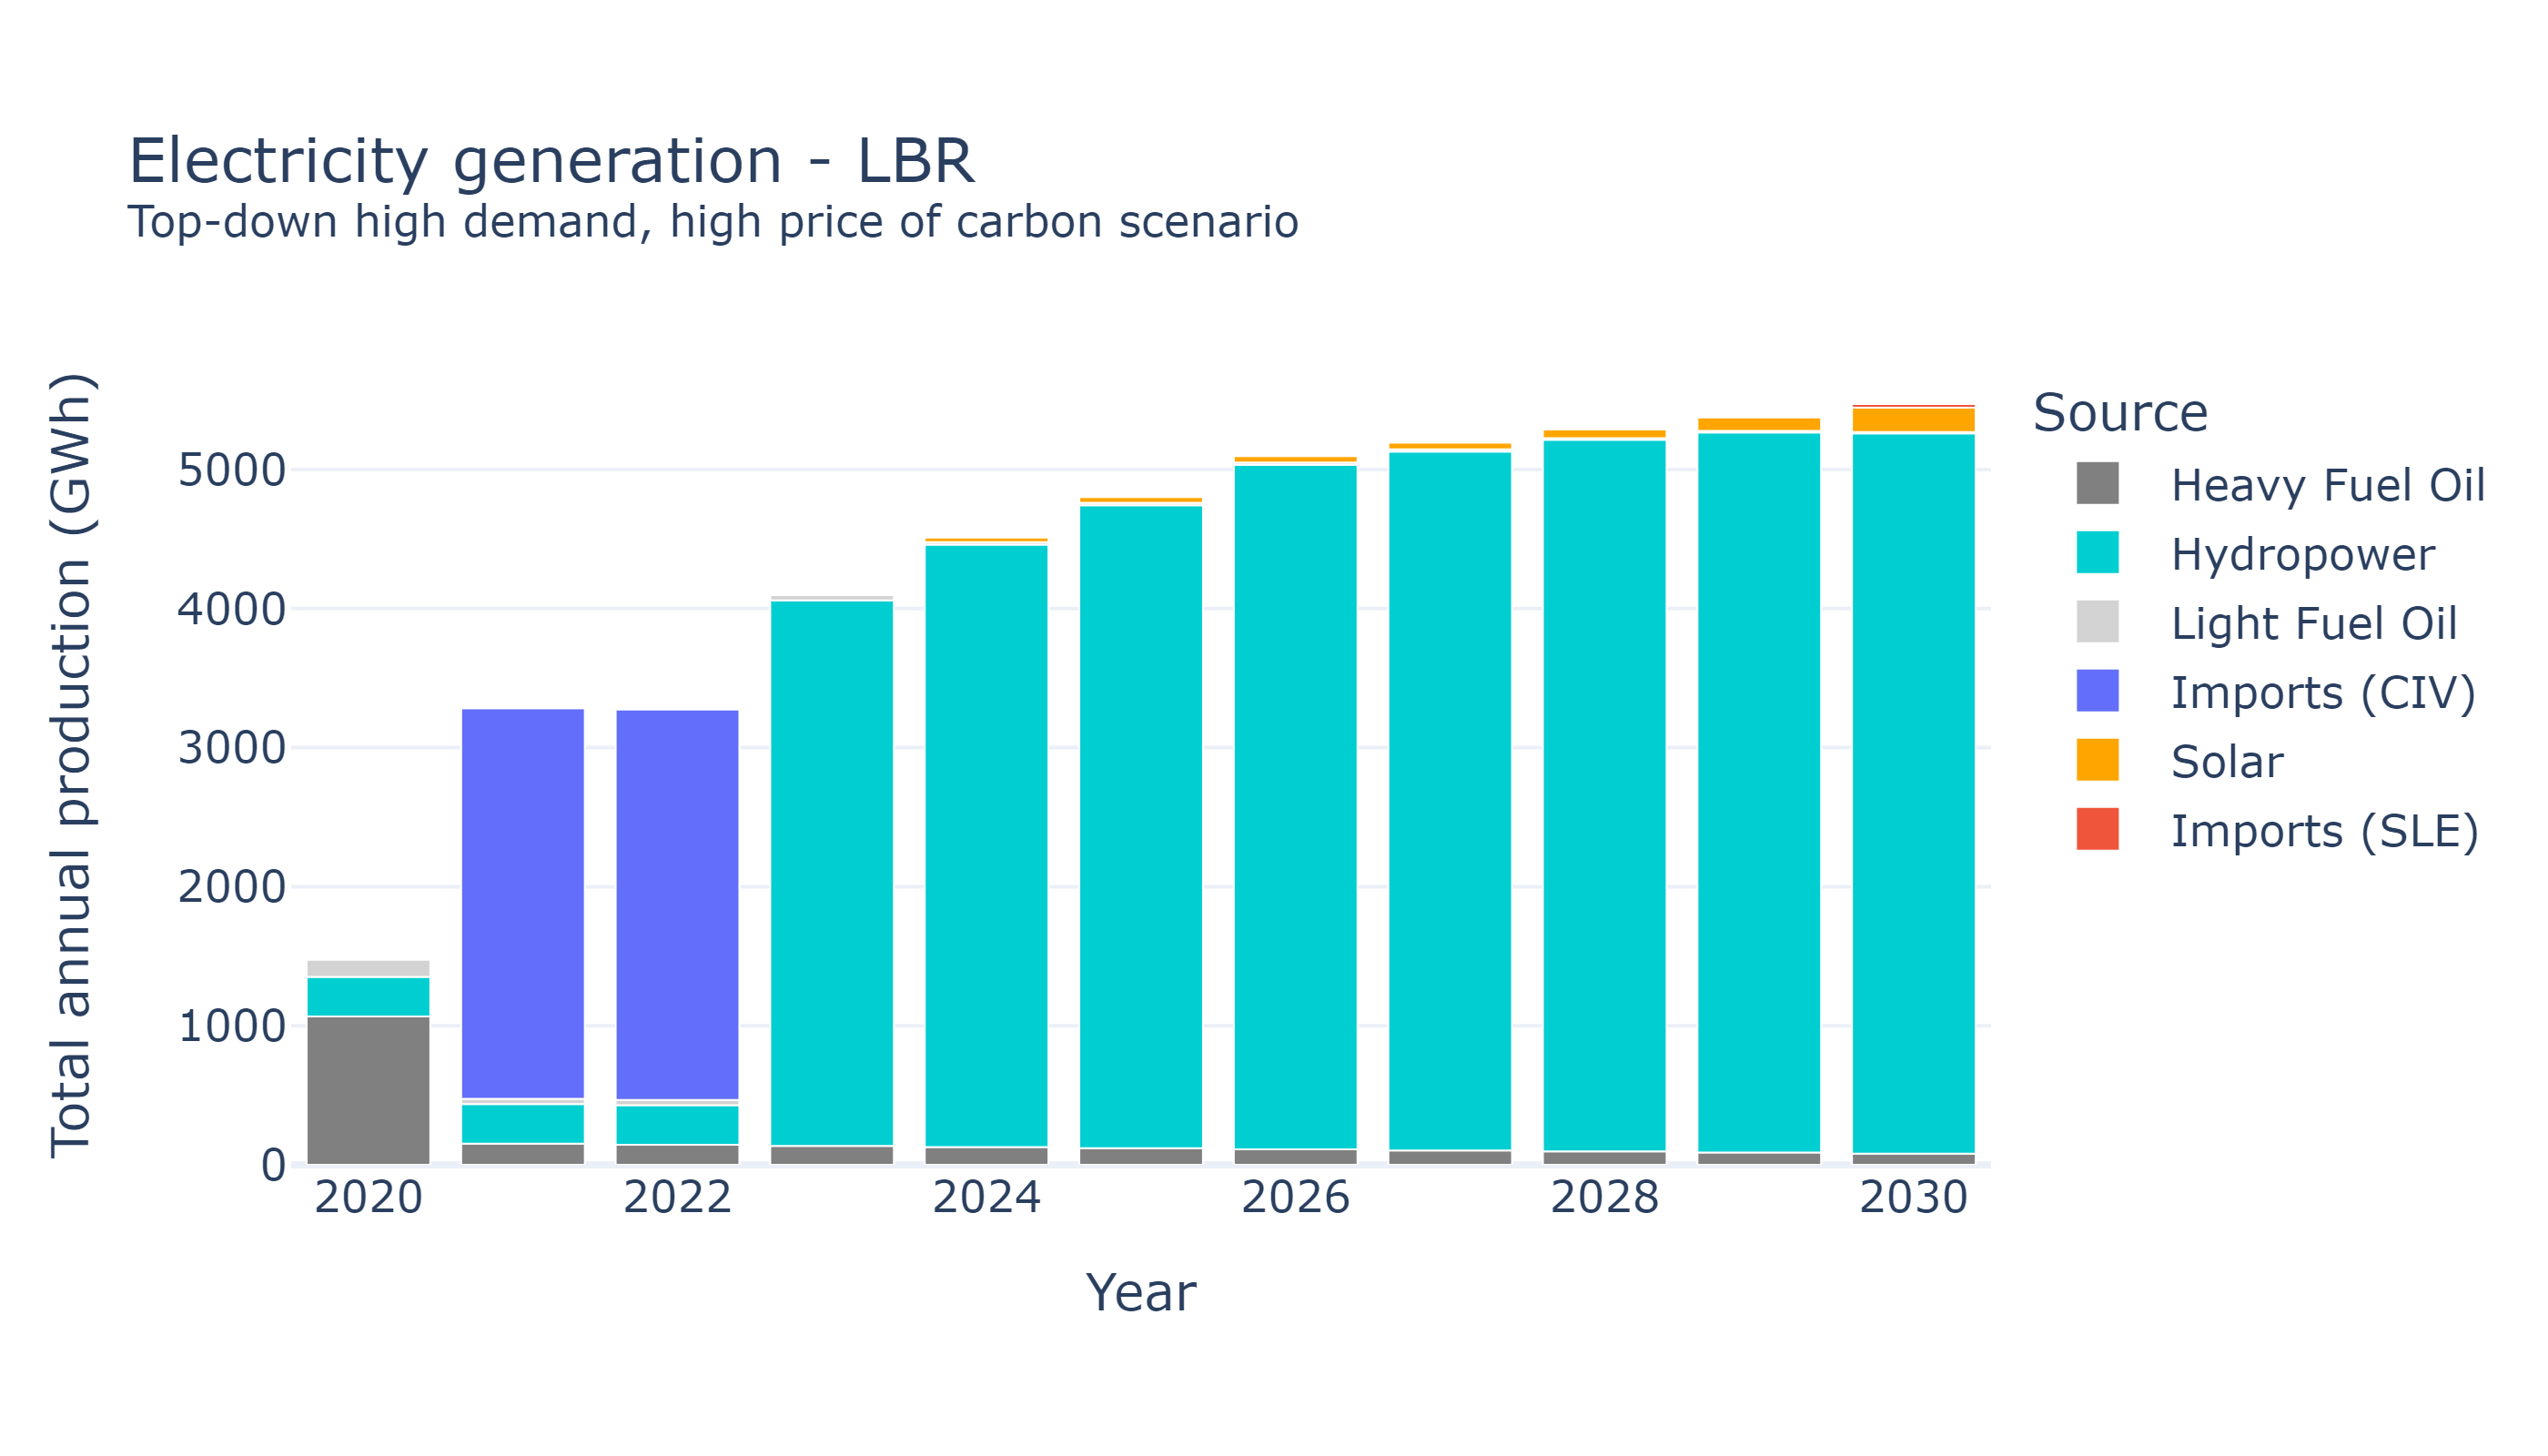 Electricity generation - LBR
Top-down high demand, high price of carbon scenario
Total annual production (GWh)
5000
4000
3000
2000
1000
0
2020
2022
2024
2026
2028
2030
Year
Source
Heavy Fuel Oil
Hydropower
Light Fuel Oil
Imports (CIV)
Solar
Imports (SLE)